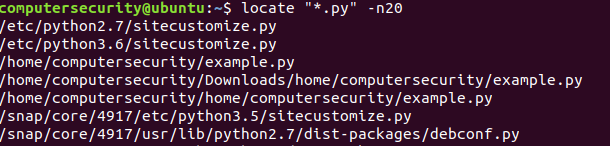 computersecurity@ubuntu:~$ locate "*.py" -n20
/etc/python2.7/sitecustomize.py
/etc/python3.6/sitecustomize.py
/home/computersecurity/example.py
/home/computersecurity/Downloads/home/computersecurity/example.py
/home/computersecurity/home/computersecurity/example.py
/snap/core/4917/etc/python3.5/sitecustomize.py
/snap/core/4917/usr/lib/python2.7/dist-packages/debconf.py